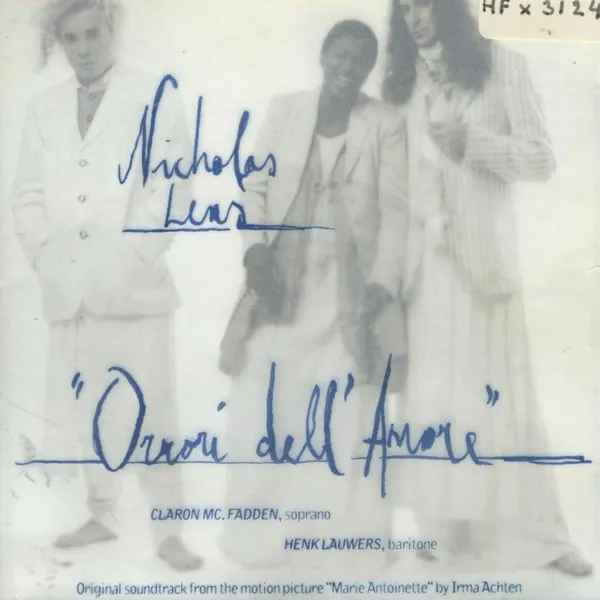 HF x 3124
Nicholas
Lens
"Orrori dell'Amore"
CLARON MC. FADDEN, soprano
HENK LAUWERS, baritone
Original soundtrack from the motion picture "Marie Antoinette" by Irma Achten